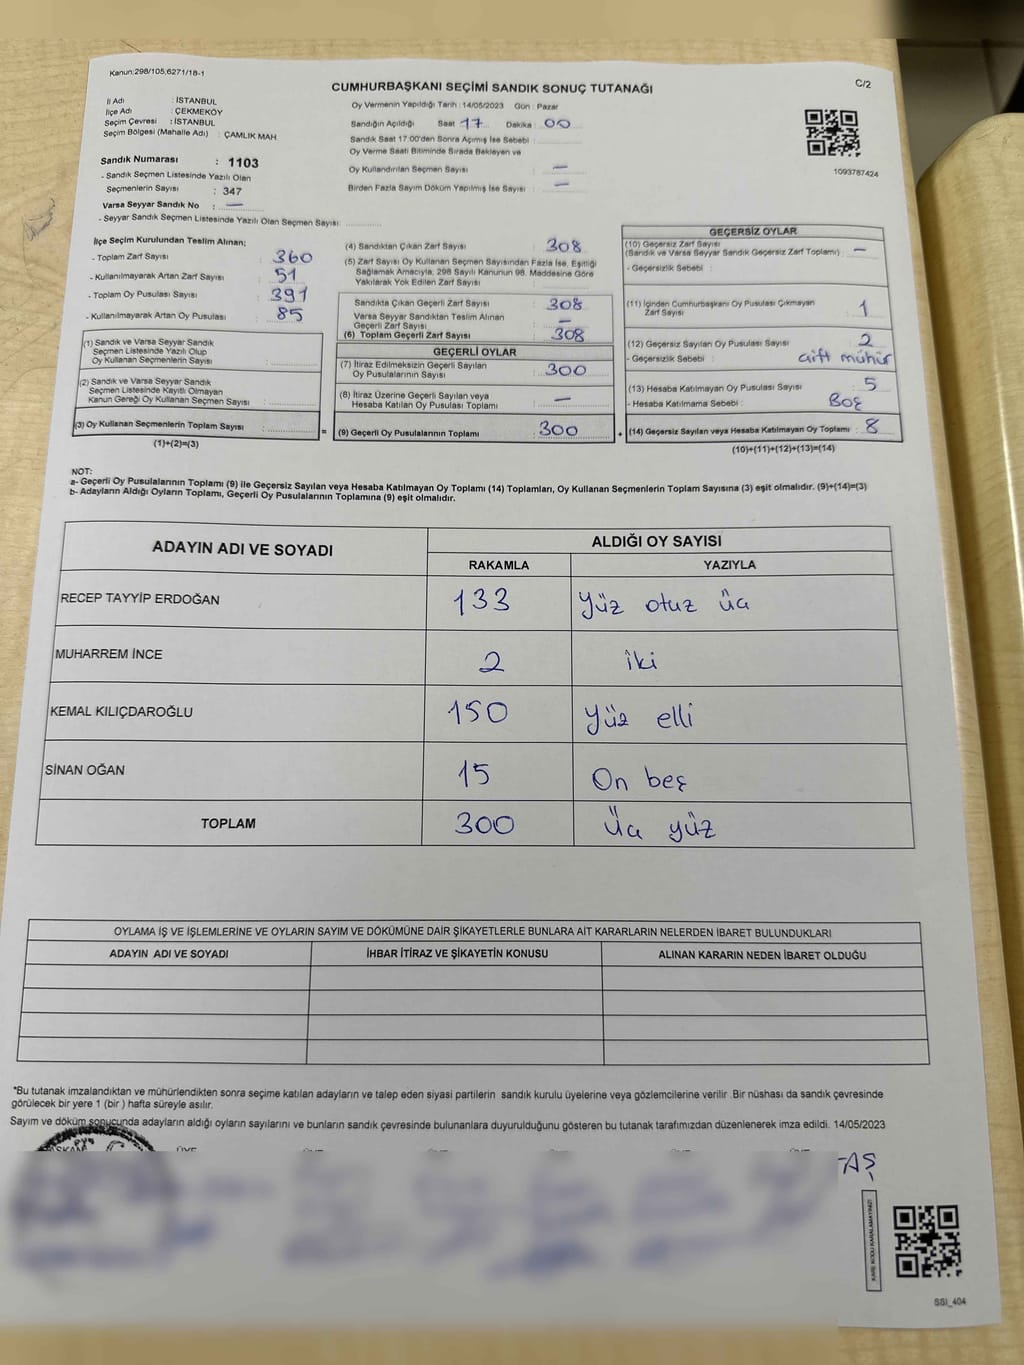 Kanun:298/105,6271/18-1
CUMHURBAŞKANI SEÇİMİ SANDIK SONUÇ TUTANAĞI
C/2
İl Adı : İSTANBUL
İlçe Adı : ÇEKMEKÖY
Seçim Çevresi : İSTANBUL
Seçim Bölgesi (Mahalle Adı) : ÇAMLIK MAH.
Sandık Numarası : 1103
- Sandık Seçmen Listesinde Yazılı Olan
Seçmenlerin Sayısı : 347
Varsa Seyyar Sandık No : —
- Seyyar Sandık Seçmen Listesinde Yazılı Olan Seçmen Sayısı :
Oy Vermenin Yapıldığı Tarih : 14/05/2023 Gün : Pazar
Sandığın Açıldığı Saat 17 Dakika : 00
Sandık Saat 17:00'den Sonra Açılmış İse Sebebi :
Oy Verme Saati Bitiminde Sırada Bekleyen ve
Oy Kullandırılan Seçmen Sayısı : —
Birden Fazla Sayım Döküm Yapılmış İse Sayısı : —
1093787424
İlçe Seçim Kurulundan Teslim Alınan;
- Toplam Zarf Sayısı : 360
- Kullanılmayarak Artan Zarf Sayısı : 51
- Toplam Oy Pusulası Sayısı : 391
- Kullanılmayarak Artan Oy Pusulası : 85
(1) Sandık ve Varsa Seyyar Sandık
Seçmen Listesinde Yazılı Olup
Oy Kullanan Seçmenlerin Sayısı :
(2) Sandık ve Varsa Seyyar Sandık
Seçmen Listesinde Kayıtlı Olmayan
Kanun Gereği Oy Kullanan Seçmen Sayısı :
(3) Oy Kullanan Seçmenlerin Toplam Sayısı :
(1)+(2)=(3)
(4) Sandıktan Çıkan Zarf Sayısı : 308
(5) Zarf Sayısı Oy Kullanan Seçmen Sayısından Fazla İse, Eşitliği
Sağlamak Amacıyla, 298 Sayılı Kanunun 98. Maddesine Göre
Yakılarak Yok Edilen Zarf Sayısı :
Sandıkta Çıkan Geçerli Zarf Sayısı : 308
Varsa Seyyar Sandıktan Teslim Alınan
Geçerli Zarf Sayısı : —
(6) Toplam Geçerli Zarf Sayısı : 308
GEÇERLİ OYLAR
(7) İtiraz Edilmeksizin Geçerli Sayılan
Oy Pusulalarının Sayısı : 300
(8) İtiraz Üzerine Geçerli Sayılan veya
Hesaba Katılan Oy Pusulası Toplamı : —
= (9) Geçerli Oy Pusulalarının Toplamı : 300 +
GEÇERSİZ OYLAR
(10) Geçersiz Zarf Sayısı
(Sandık ve Varsa Seyyar Sandık Geçersiz Zarf Toplamı) : —
- Geçersizlik Sebebi :
(11) İçinden Cumhurbaşkanı Oy Pusulası Çıkmayan
Zarf Sayısı : 1
(12) Geçersiz Sayılan Oy Pusulası Sayısı : 2
- Geçersizlik Sebebi : çift mühür
(13) Hesaba Katılmayan Oy Pusulası Sayısı : 5
- Hesaba Katılmama Sebebi : Boş
(14) Geçersiz Sayılan veya Hesaba Katılmayan Oy Toplamı : 8
(10)+(11)+(12)+(13)=(14)
NOT:
a- Geçerli Oy Pusulalarının Toplamı (9) ile Geçersiz Sayılan veya Hesaba Katılmayan Oy Toplamı (14) Toplamları, Oy Kullanan Seçmenlerin Toplam Sayısına (3) eşit olmalıdır. (9)+(14)=(3)
b- Adayların Aldığı Oyların Toplamı, Geçerli Oy Pusulalarının Toplamına (9) eşit olmalıdır.
ADAYIN ADI VE SOYADI ALDIĞI OY SAYISI
RAKAMLA YAZIYLA
RECEP TAYYİP ERDOĞAN 133 Yüz otuz üç
MUHARREM İNCE 2 iki
KEMAL KILIÇDAROĞLU 150 Yüz elli
SİNAN OĞAN 15 On beş
TOPLAM 300 Üç yüz
OYLAMA İŞ VE İŞLEMLERİNE VE OYLARIN SAYIM VE DÖKÜMÜNE DAİR ŞİKAYETLERLE BUNLARA AİT KARARLARIN NELERDEN İBARET BULUNDUKLARI
ADAYIN ADI VE SOYADI İHBAR İTİRAZ VE ŞİKAYETİN KONUSU ALINAN KARARIN NEDEN İBARET OLDUĞU
*Bu tutanak imzalandıktan ve mühürlendikten sonra seçime katılan adayların ve talep eden siyasi partilerin sandık kurulu üyelerine veya gözlemcilerine verilir .Bir nüshası da sandık çevresinde
görülecek bir yere 1 (bir ) hafta süreyle asılır.
Sayım ve döküm sonucunda adayların aldığı oyların sayılarını ve bunların sandık çevresinde bulunanlara duyurulduğunu gösteren bu tutanak tarafımızdan düzenlenerek imza edildi. 14/05/2023
TAŞ
KARE KODU KARALAMAYINIZ!
SSI_404